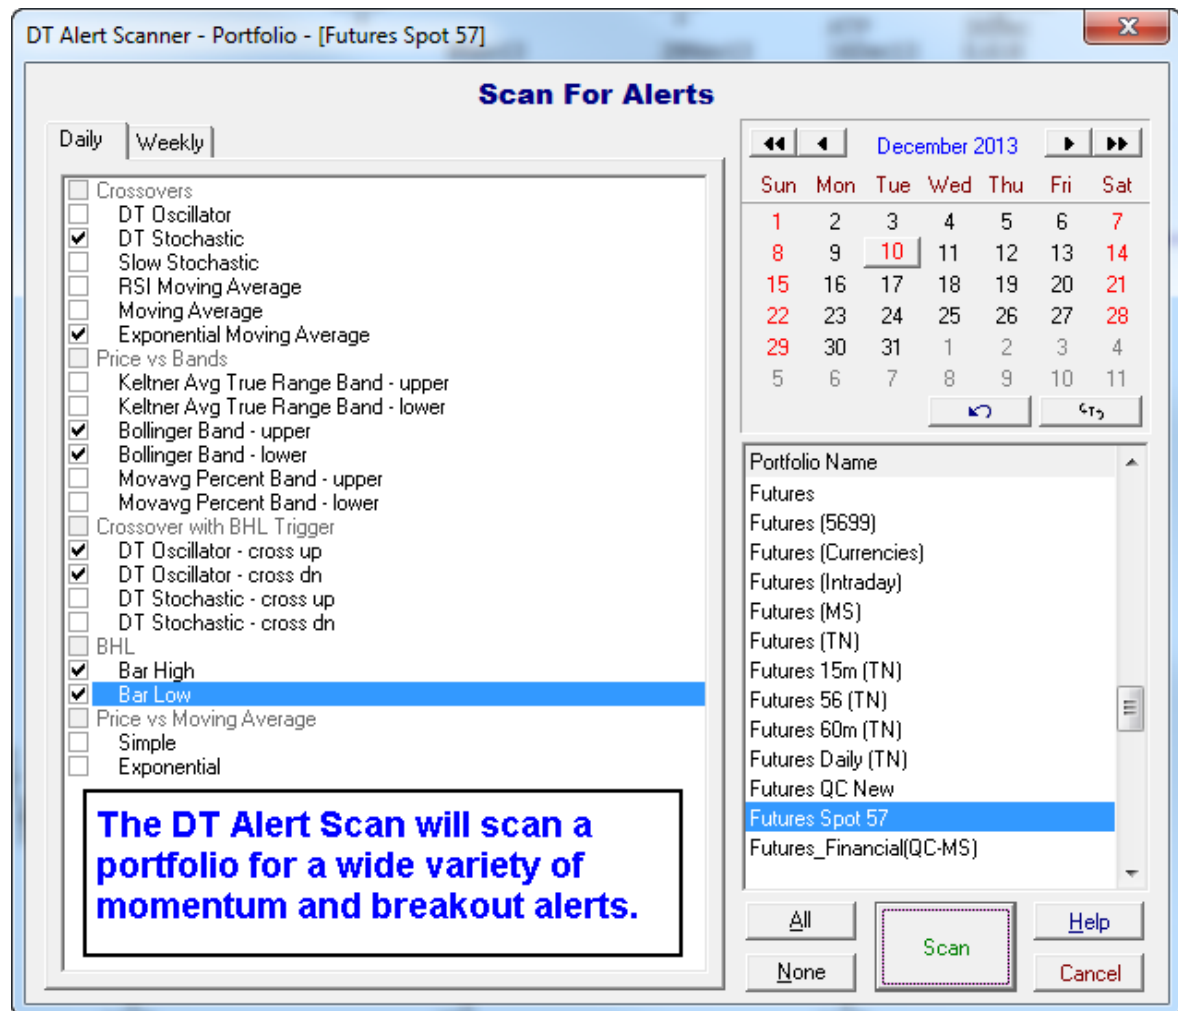 DT Alert Scanner - Portfolio - [Futures Spot 57]
Scan For Alerts
Daily
Weekly
Crossovers
DT Oscillator
DT Stochastic
Slow Stochastic
RSI Moving Average
Moving Average
Exponential Moving Average
Price vs Bands
Keltner Avg True Range Band - upper
Keltner Avg True Range Band - lower
Bollinger Band - upper
Bollinger Band - lower
Movavg Percent Band - upper
Movavg Percent Band - lower
Crossover with BHL Trigger
DT Oscillator - cross up
DT Oscillator - cross dn
DT Stochastic - cross up
DT Stochastic - cross dn
BHL
Bar High
Bar Low
Price vs Moving Average
Simple
Exponential
The DT Alert Scan will scan a
portfolio for a wide variety of
momentum and breakout alerts.
December 2013
Sun Mon Tue Wed Thu Fri Sat
1 2 3 4 5 6 7
8 9 10 11 12 13 14
15 16 17 18 19 20 21
22 23 24 25 26 27 28
29 30 31 1 2 3 4
5 6 7 8 9 10 11
Portfolio Name
Futures
Futures (5699)
Futures (Currencies)
Futures (Intraday)
Futures (MS)
Futures (TN)
Futures 15m (TN)
Futures 56 (TN)
Futures 60m (TN)
Futures Daily (TN)
Futures QC New
Futures Spot 57
Futures_Financial(QC-MS)
All
None
Scan
Help
Cancel